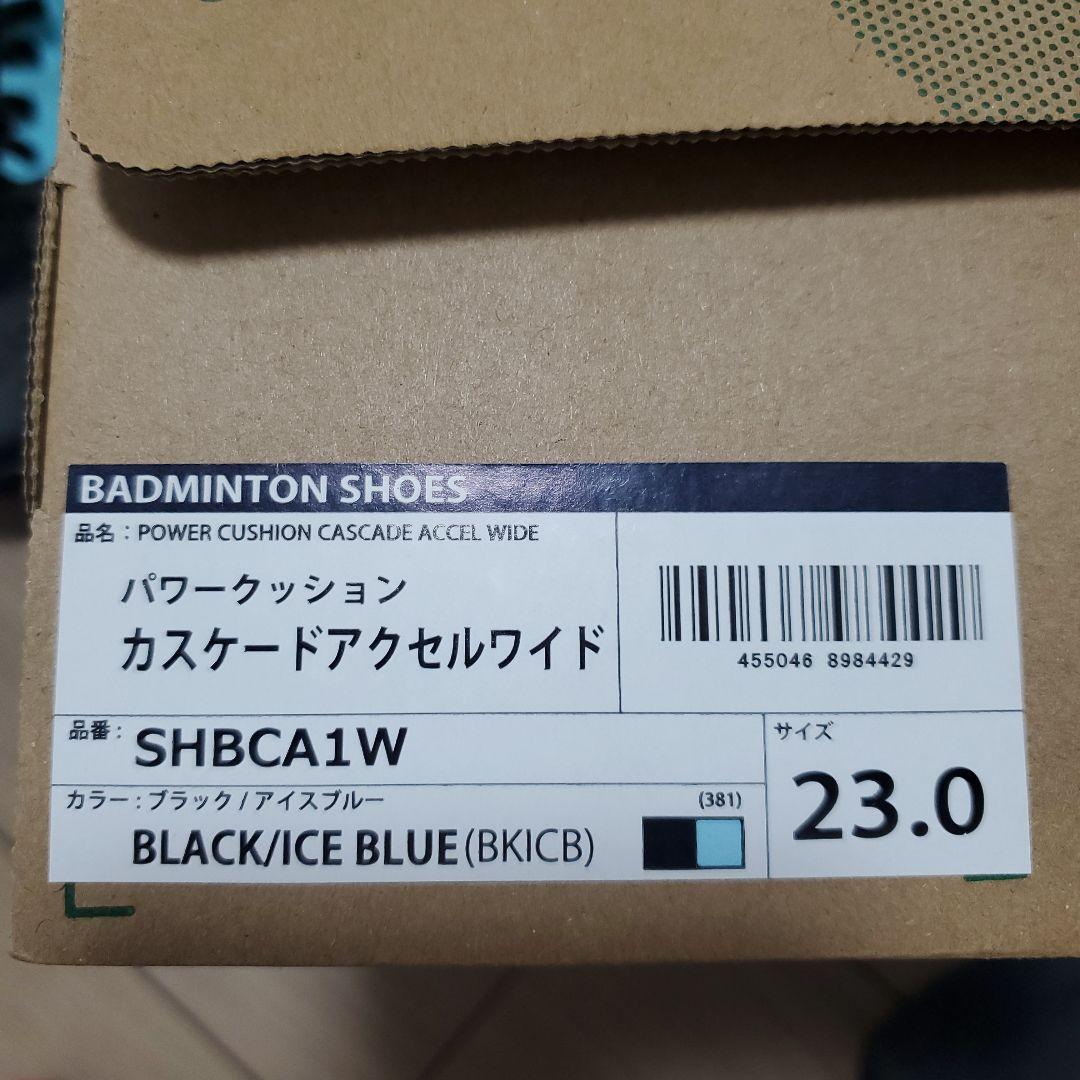 BADMINTON SHOES
品名：POWER CUSHION CASCADE ACCEL WIDE
パワークッション
カスケードアクセルワイド
455046 8984429
品番：
SHBCA1W
カラー：ブラック/アイスブルー
(381)
BLACK/ICE BLUE(BKICB)
サイズ
23.0